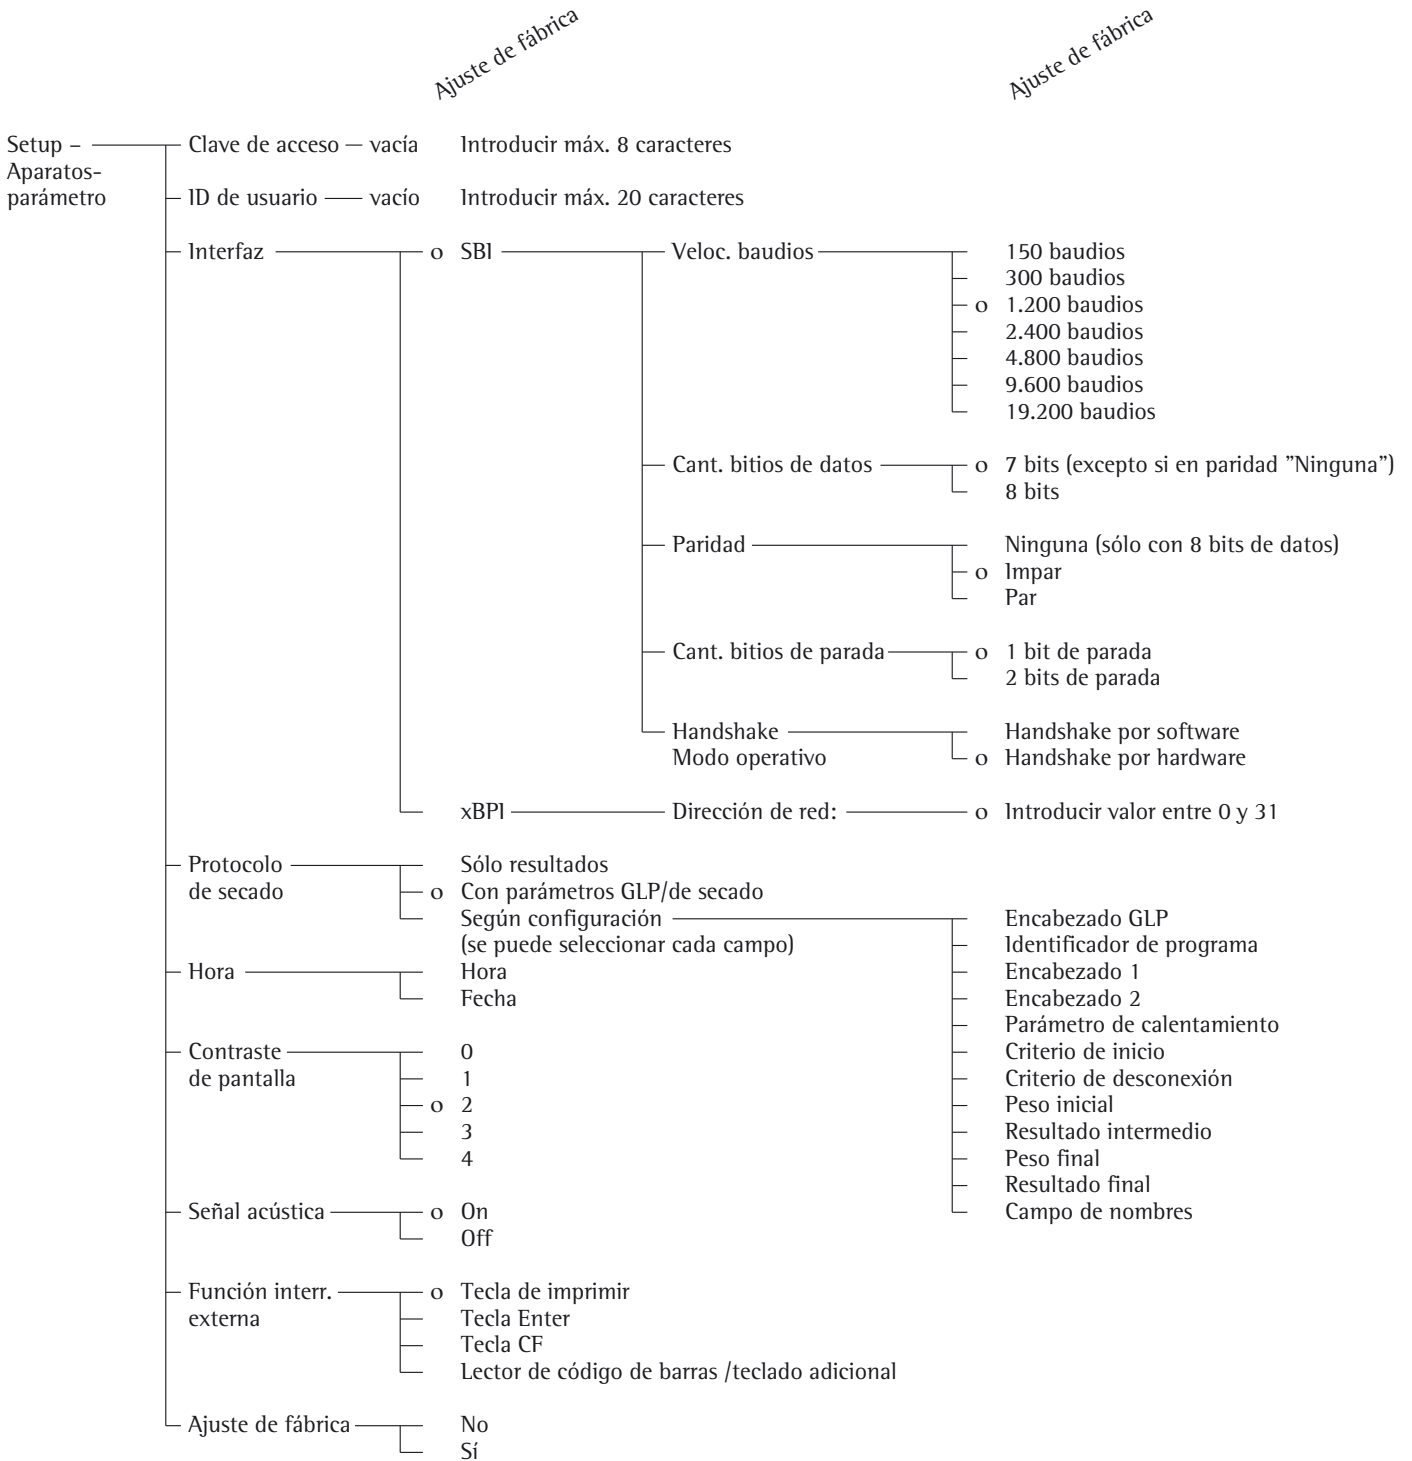 Ajuste de fábrica Ajuste de fábrica
Setup – Clave de acceso vacía Introducir máx. 8 caracteres
Aparatos-
parámetro ID de usuario vacío Introducir máx. 20 caracteres
Interfaz o SBI Veloc. baudios 150 baudios
300 baudios
o 1.200 baudios
2.400 baudios
4.800 baudios
9.600 baudios
19.200 baudios
Cant. bitios de datos o 7 bits (excepto si en paridad ”Ninguna”)
8 bits
Paridad Ninguna (sólo con 8 bits de datos)
o Impar
Par
Cant. bitios de parada o 1 bit de parada
2 bits de parada
Handshake Handshake por software
Modo operativo o Handshake por hardware
xBPI Dirección de red: o Introducir valor entre 0 y 31
Protocolo Sólo resultados
de secado o Con parámetros GLP/de secado
Según configuración Encabezado GLP
(se puede seleccionar cada campo) Identificador de programa
Hora Hora Encabezado 1
Fecha Encabezado 2
Parámetro de calentamiento
Contraste 0 Criterio de inicio
de pantalla 1 Criterio de desconexión
o 2 Peso inicial
3 Resultado intermedio
4 Peso final
Resultado final
Señal acústica o On Campo de nombres
Off
Función interr. o Tecla de imprimir
externa Tecla Enter
Tecla CF
Lector de código de barras /teclado adicional
Ajuste de fábrica No
Sí